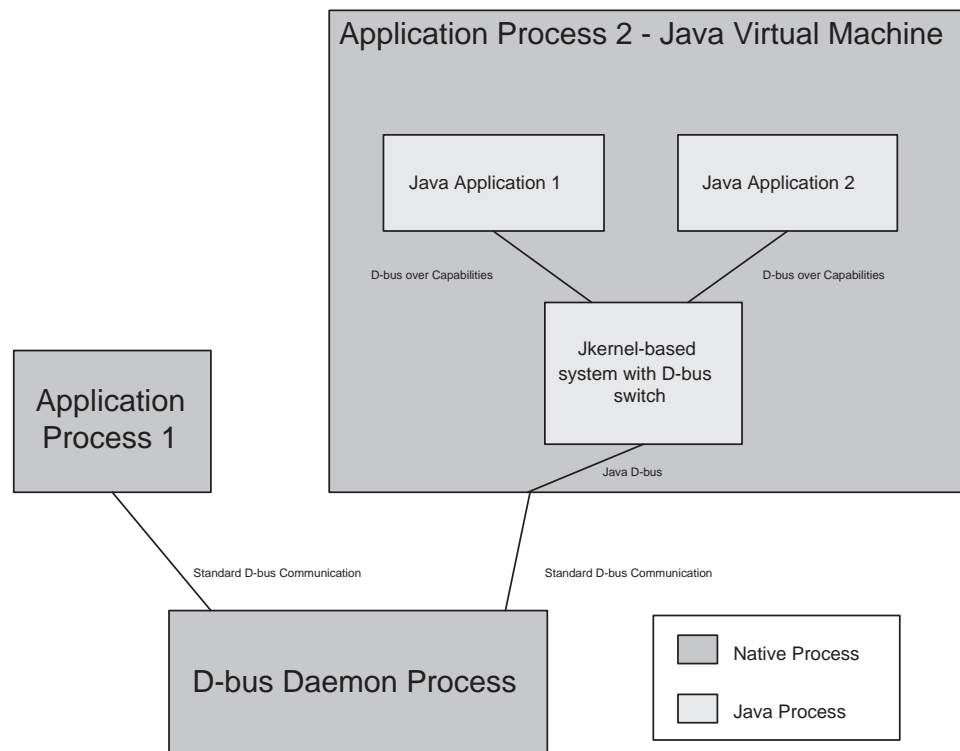 Application Process 2 - Java Virtual Machine
Java Application 1
Java Application 2
D-bus over Capabilities
D-bus over Capabilities
Jkernel-based
system with D-bus
switch
Java D-bus
Application
Process 1
Standard D-bus Communication
Standard D-bus Communication
D-bus Daemon Process
Native Process
Java Process